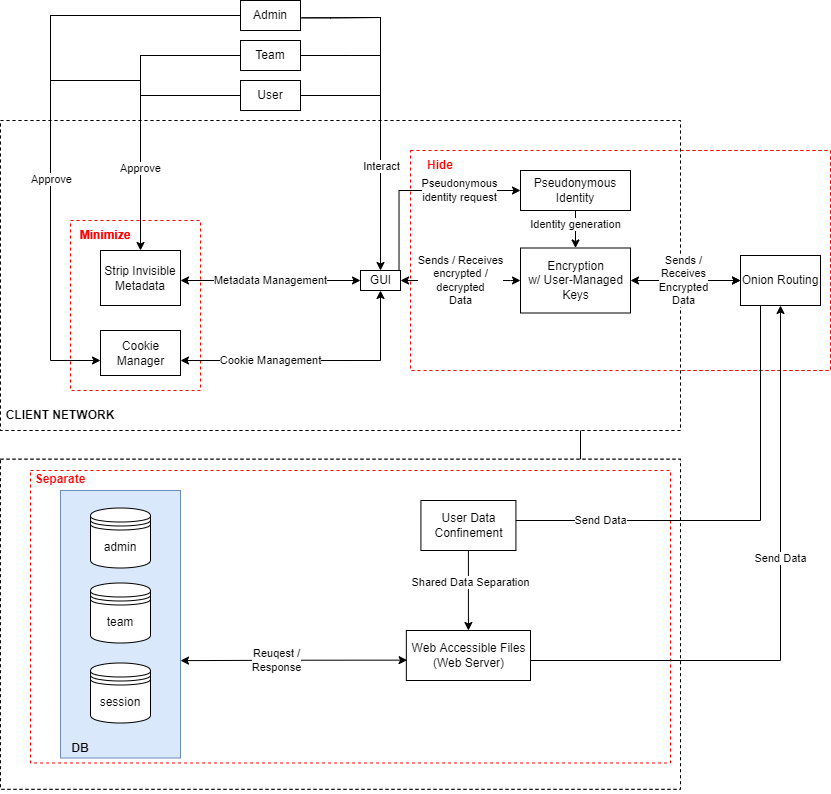 Admin
Team
User
Approve
Approve
Interact
Hide
Pseudonymous
identity request
Pseudonymous
Identity
Identity generation
Minimize
Strip Invisible
Metadata
Metadata Management
GUI
Sends / Receives
encrypted /
decrypted
Data
Encryption
w/ User-Managed
Keys
Sends /
Receives
Encrypted
Data
Onion Routing
Cookie
Manager
Cookie Management
CLIENT NETWORK
Separate
admin
team
session
DB
User Data
Confinement
Send Data
Send Data
Shared Data Separation
Reuqest /
Response
Web Accessible Files
(Web Server)